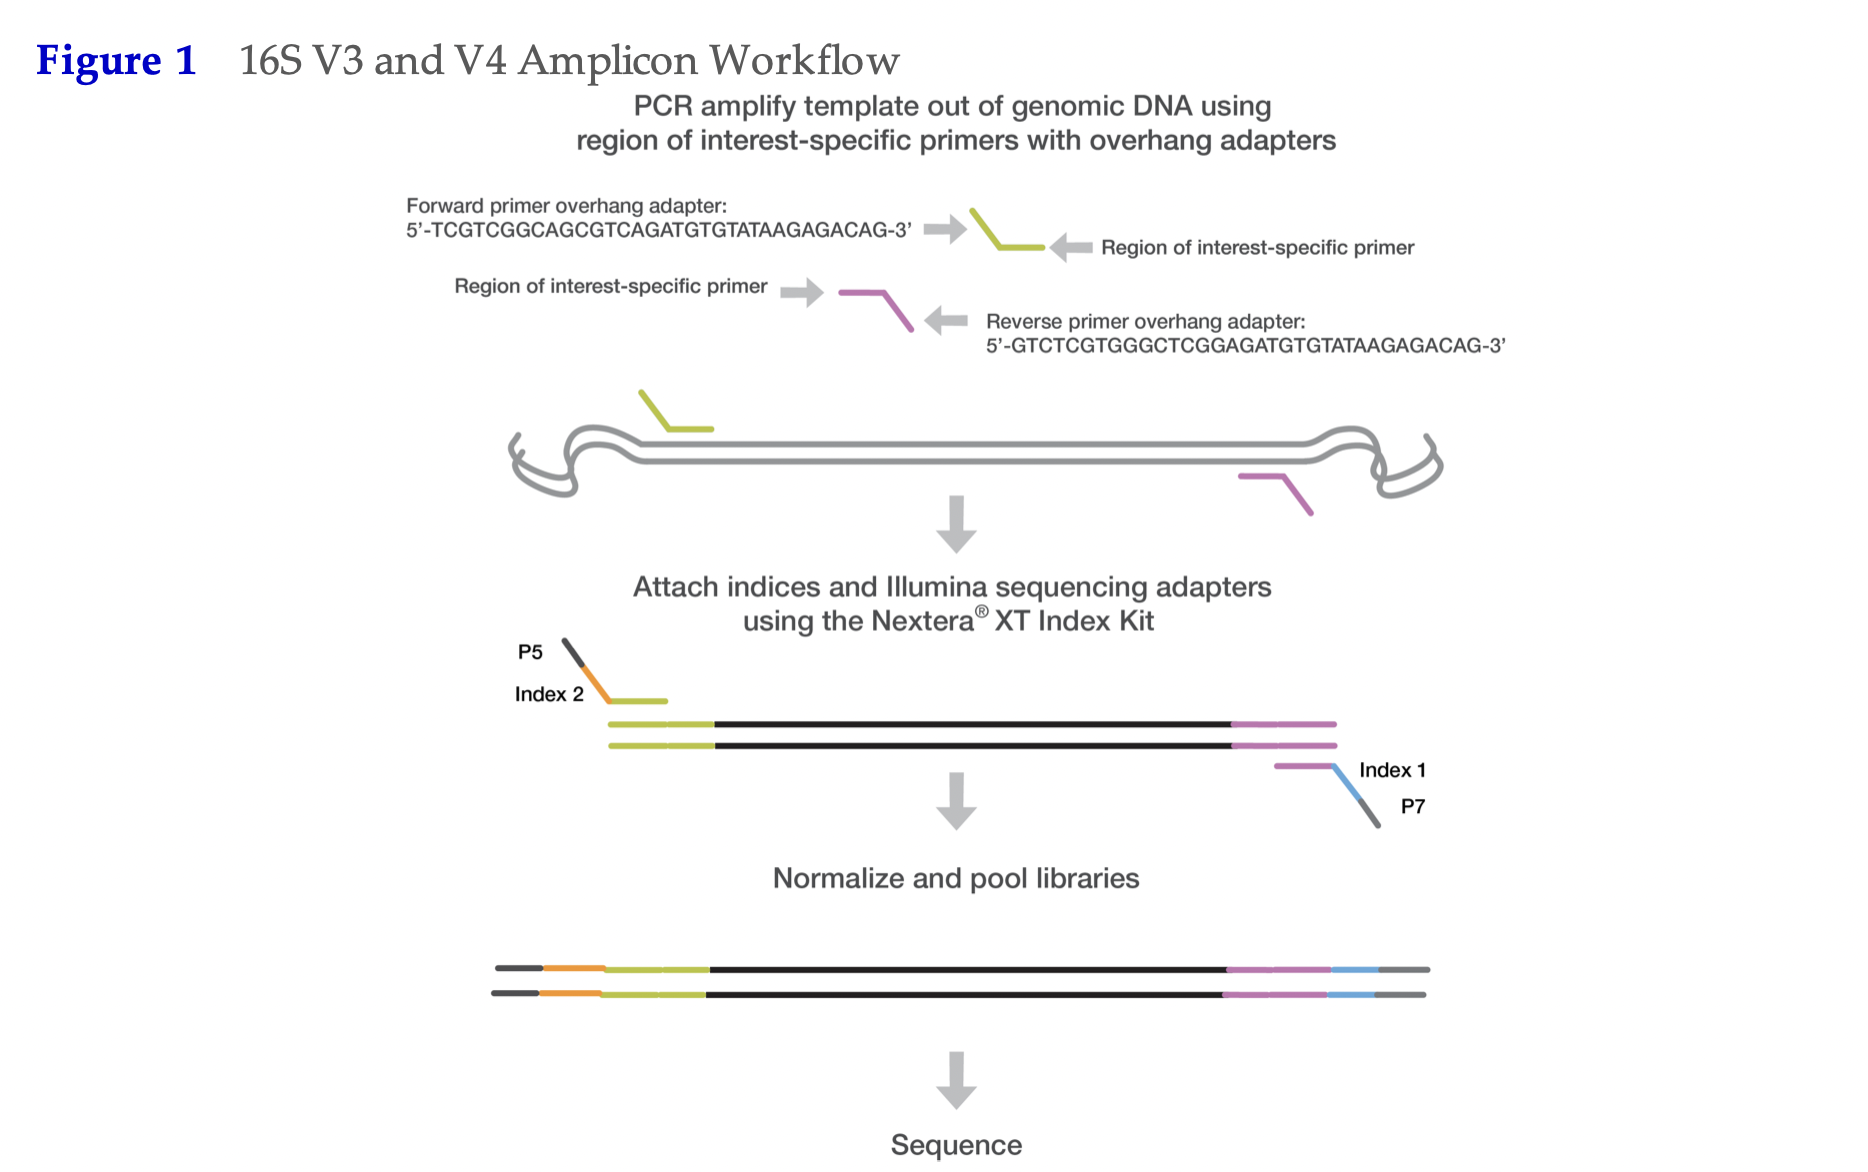 Figure 1 16S V3 and V4 Amplicon Workflow
PCR amplify template out of genomic DNA using
region of interest-specific primers with overhang adapters
Forward primer overhang adapter:
5’-TCGTCGGCAGCGTCAGATGTGTATAAGAGACAG-3’
Region of interest-specific primer
Region of interest-specific primer
Reverse primer overhang adapter:
5’-GTCTCGTGGGCTCGGAGATGTGTATAAGAGACAG-3’
Attach indices and Illumina sequencing adapters
using the Nextera® XT Index Kit
P5
Index 2
Index 1
P7
Normalize and pool libraries
Sequence